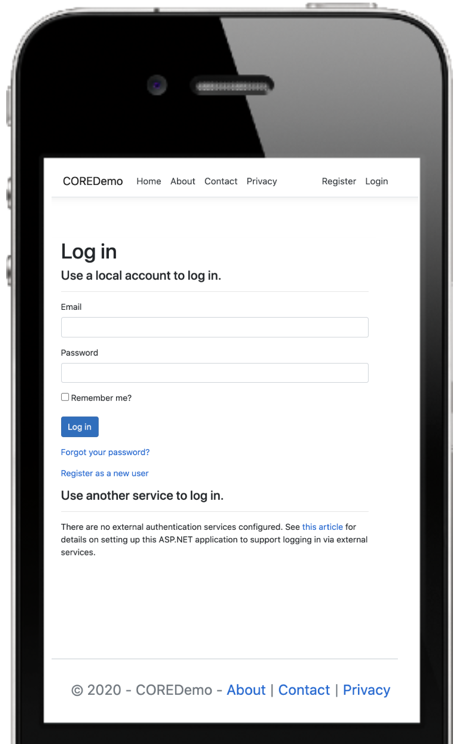 COREDemo Home About Contact Privacy Register Login
Log in
Use a local account to log in.
Email
Password
Remember me?
Log in
Forgot your password?
Register as a new user
Use another service to log in.
There are no external authentication services configured. See this article for
details on setting up this ASP.NET application to support logging in via external
services.
© 2020 - COREDemo - About | Contact | Privacy